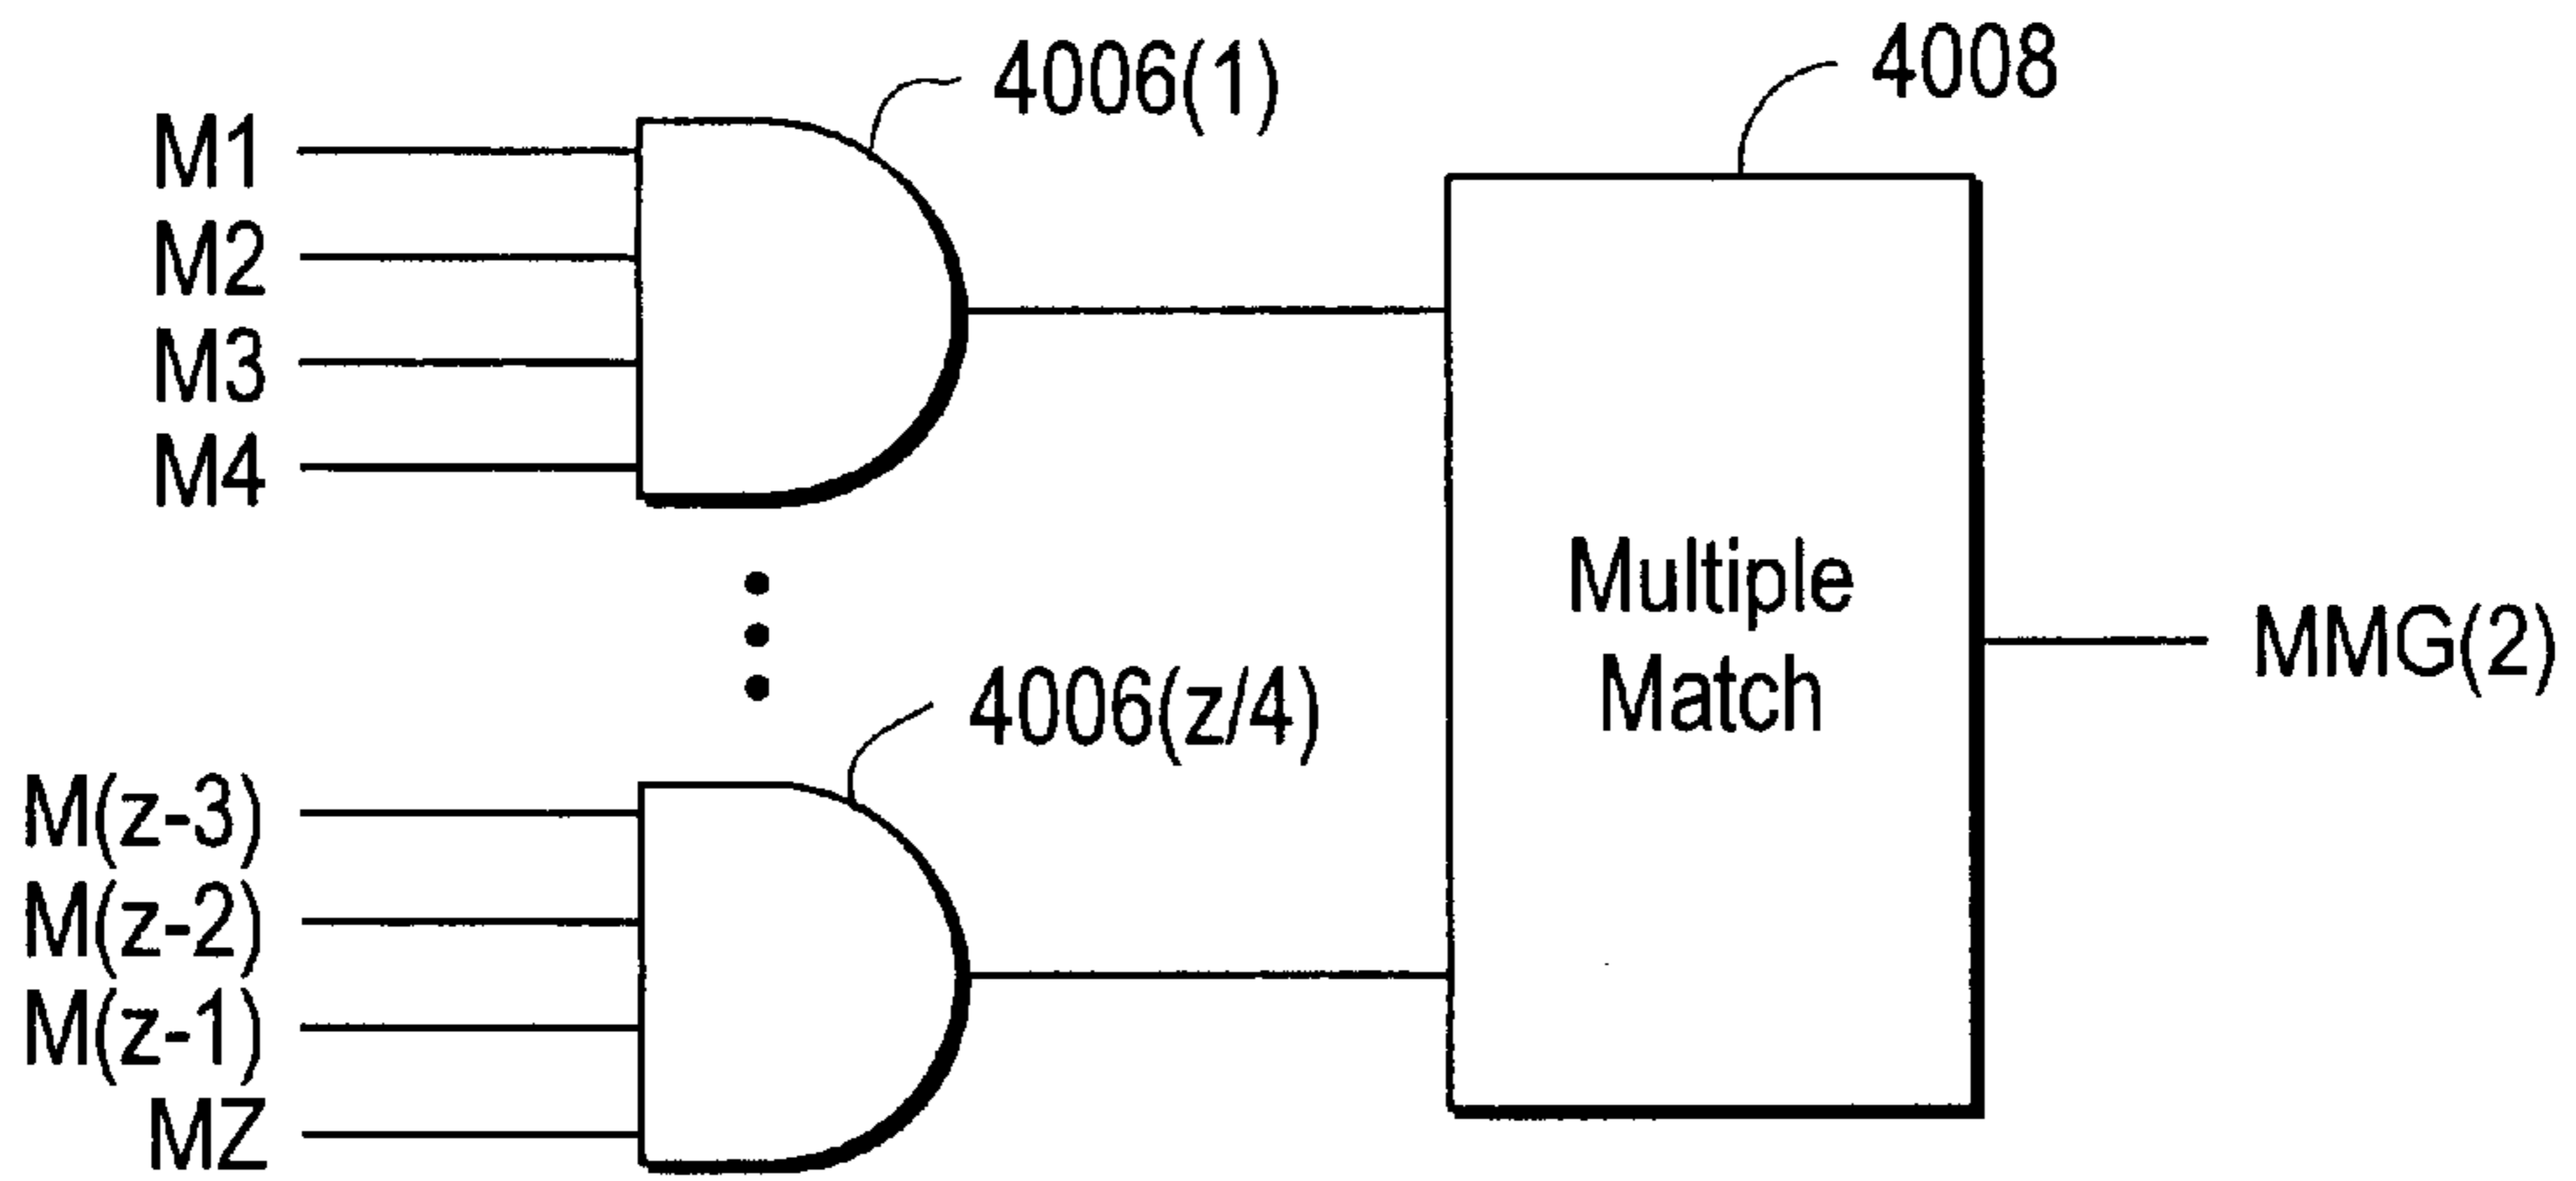 4006(1)
4008
M1
M2
M3
M4
Multiple
Match
MMG(2)
4006(z/4)
M(z-3)
M(z-2)
M(z-1)
MZ